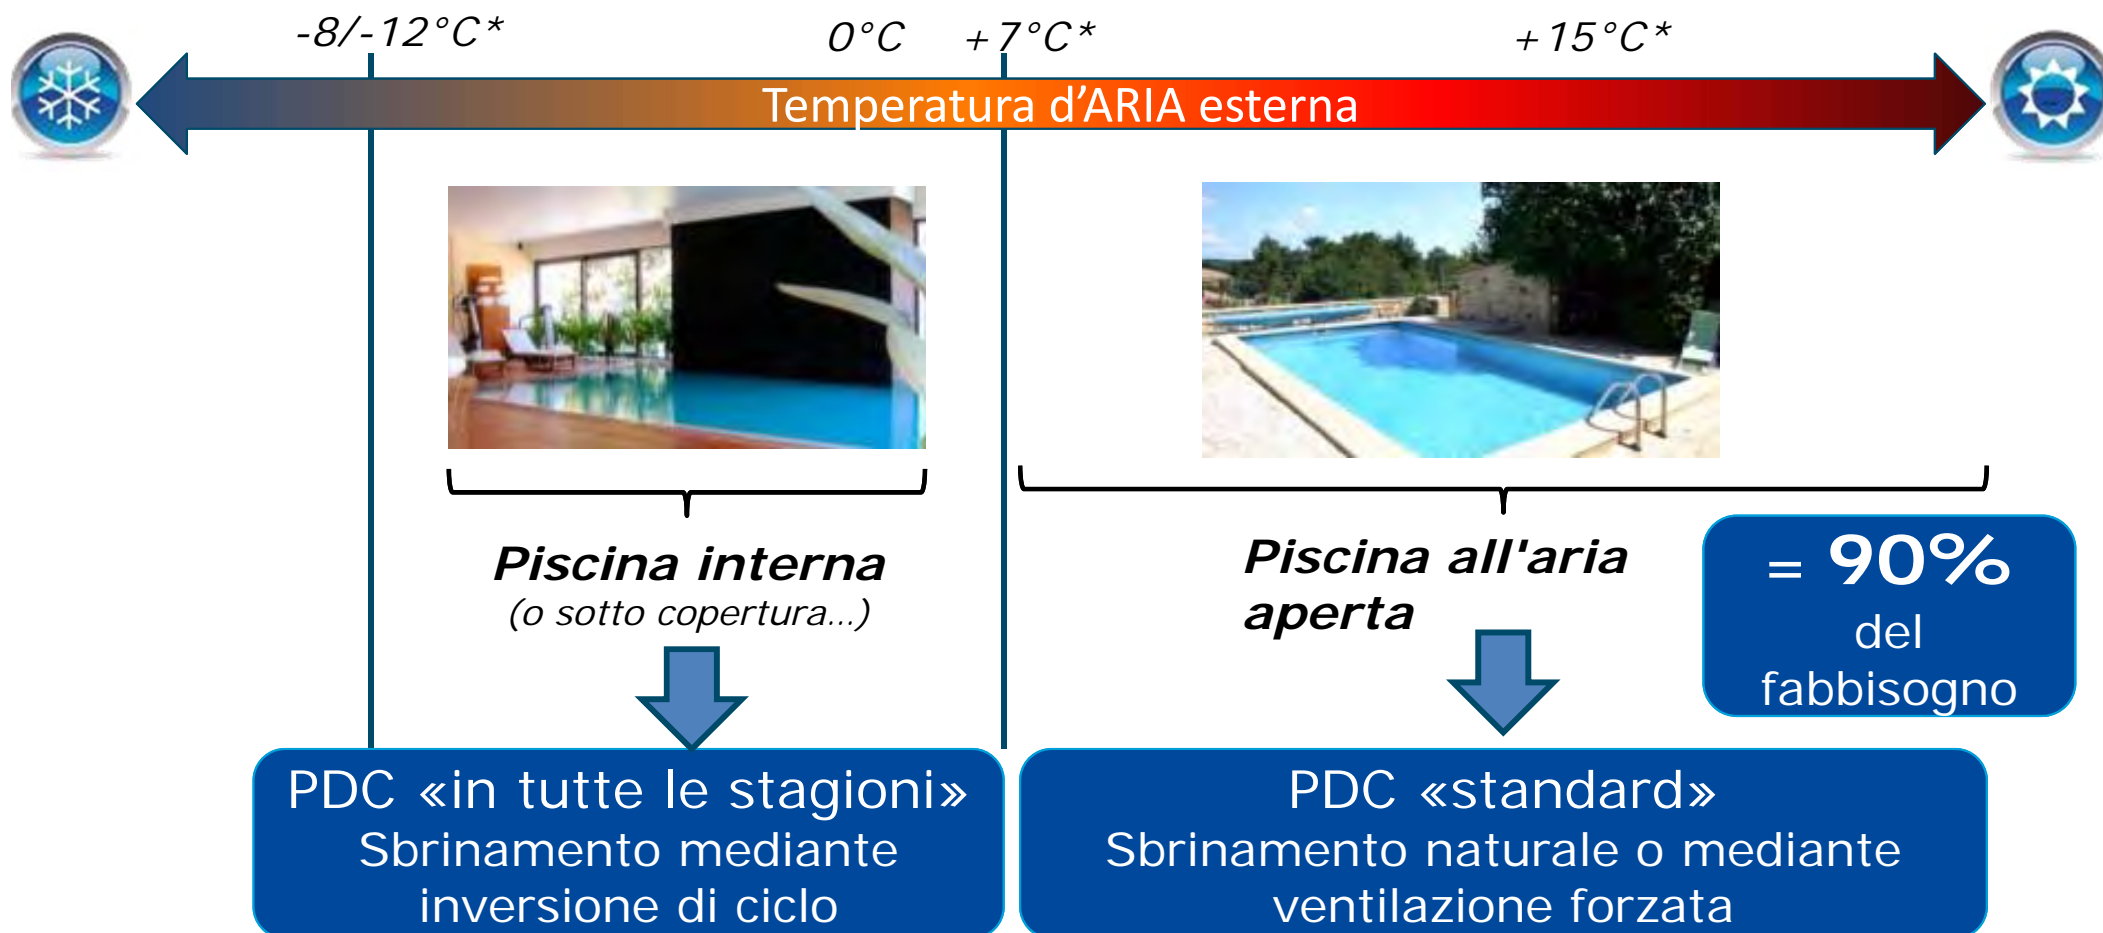 -8/-12°C*
0°C
+7°C*
+15°C*
Temperatura d’ARIA esterna
Piscina interna
(o sotto copertura…)
Piscina all'aria
aperta
= 90%
del
fabbisogno
PDC «in tutte le stagioni»
Sbrinamento mediante
inversione di ciclo
PDC «standard»
Sbrinamento naturale o mediante
ventilazione forzata